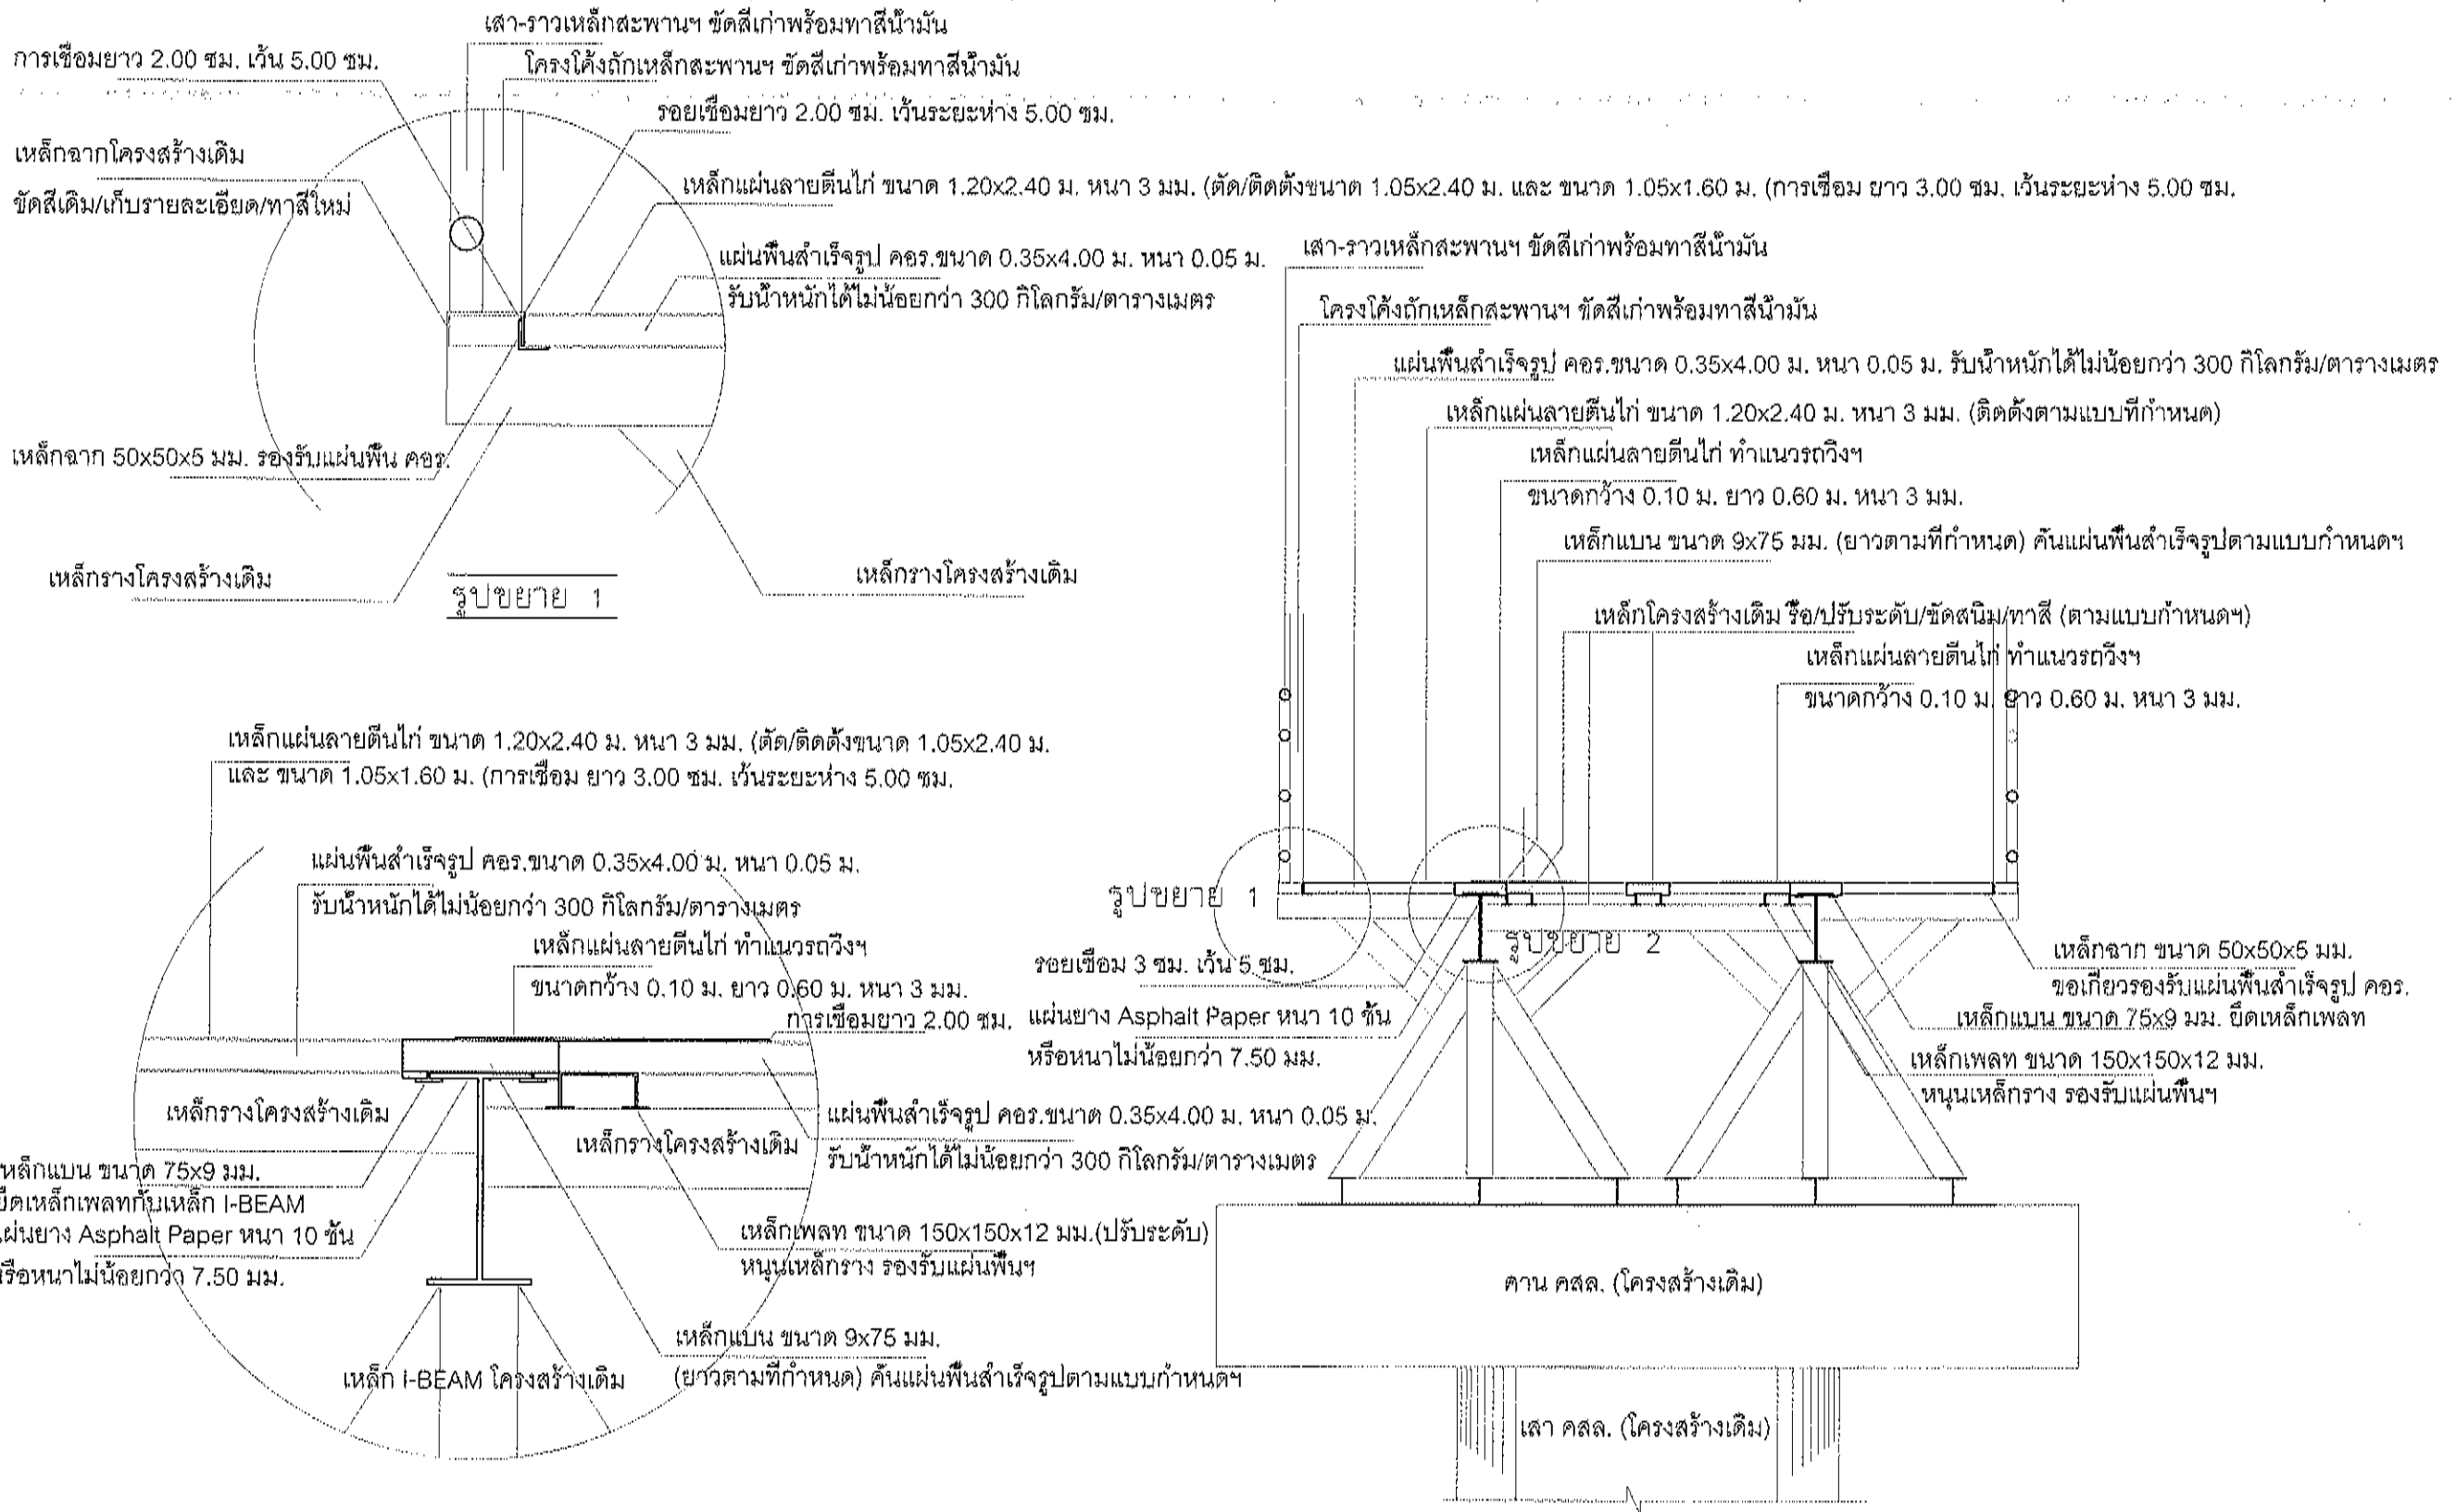 เสา-ราวเหล็กสะพานฯ ขัดสีเก่าพร้อมทาสีน้ำมัน
การเชื่อมยาว 2.00 ซม. เว้น 5.00 ซม.
โครงโค้งถักเหล็กสะพานฯ ขัดสีเก่าพร้อมทาสีน้ำมัน
รอยเชื่อมยาว 2.00 ซม. เว้นระยะห่าง 5.00 ซม.
เหล็กฉากโครงสร้างเดิม
ขัดสีเดิม/เก็บรายละเอียด/ทาสีใหม่
เหล็กแผ่นลายตีนไก่ ขนาด 1.20x2.40 ม. หนา 3 มม. (ตัด/ติดตั้งขนาด 1.05x2.40 ม. และ ขนาด 1.05x1.60 ม. (การเชื่อม ยาว 3.00 ซม. เว้นระยะห่าง 5.00 ซม.
แผ่นพื้นสำเร็จรูป คอร.ขนาด 0.35x4.00 ม. หนา 0.05 ม.
รับน้ำหนักได้ไม่น้อยกว่า 300 กิโลกรัม/ตารางเมตร
เหล็กฉาก 50x50x5 มม. รองรับแผ่นพื้น คอร.
เหล็กรางโครงสร้างเดิม
รูปขยาย 1
เหล็กรางโครงสร้างเดิม
เสา-ราวเหล็กสะพานฯ ขัดสีเก่าพร้อมทาสีน้ำมัน
โครงโค้งถักเหล็กสะพานฯ ขัดสีเก่าพร้อมทาสีน้ำมัน
แผ่นพื้นสำเร็จรูป คอร.ขนาด 0.35x4.00 ม. หนา 0.05 ม. รับน้ำหนักได้ไม่น้อยกว่า 300 กิโลกรัม/ตารางเมตร
เหล็กแผ่นลายตีนไก่ ขนาด 1.20x2.40 ม. หนา 3 มม. (ติดตั้งตามแบบที่กำหนด)
เหล็กแผ่นลายตีนไก่ ทำแนวรถวิ่งฯ
ขนาดกว้าง 0.10 ม. ยาว 0.60 ม. หนา 3 มม.
เหล็กแบน ขนาด 9x75 มม. (ยาวตามที่กำหนด) คั่นแผ่นพื้นสำเร็จรูปตามแบบกำหนดฯ
เหล็กโครงสร้างเดิม รื้อ/ปรับระดับ/ขัดสนิม/ทาสี (ตามแบบกำหนดฯ)
เหล็กแผ่นลายตีนไก่ ทำแนวรถวิ่งฯ
ขนาดกว้าง 0.10 ม. ยาว 0.60 ม. หนา 3 มม.
รูปขยาย 1
รูปขยาย 2
รอยเชื่อม 3 ซม. เว้น 5 ซม.
แผ่นยาง Asphalt Paper หนา 10 ชั้น
หรือหนาไม่น้อยกว่า 7.50 มม.
เหล็กฉาก ขนาด 50x50x5 มม.
ขอเกี่ยวรองรับแผ่นพื้นสำเร็จรูป คอร.
เหล็กแบน ขนาด 75x9 มม. ยึดเหล็กเพลท
เหล็กเพลท ขนาด 150x150x12 มม.
หนุนเหล็กราง รองรับแผ่นพื้นฯ
คาน คสล. (โครงสร้างเดิม)
เสา คสล. (โครงสร้างเดิม)
เหล็กแผ่นลายตีนไก่ ขนาด 1.20x2.40 ม. หนา 3 มม. (ตัด/ติดตั้งขนาด 1.05x2.40 ม.
และ ขนาด 1.05x1.60 ม. (การเชื่อม ยาว 3.00 ซม. เว้นระยะห่าง 5.00 ซม.
แผ่นพื้นสำเร็จรูป คอร.ขนาด 0.35x4.00 ม. หนา 0.05 ม.
รับน้ำหนักได้ไม่น้อยกว่า 300 กิโลกรัม/ตารางเมตร
เหล็กแผ่นลายตีนไก่ ทำแนวรถวิ่งฯ
ขนาดกว้าง 0.10 ม. ยาว 0.60 ม. หนา 3 มม.
การเชื่อมยาว 2.00 ซม.
เหล็กรางโครงสร้างเดิม
เหล็กรางโครงสร้างเดิม
แผ่นพื้นสำเร็จรูป คอร.ขนาด 0.35x4.00 ม. หนา 0.05 ม.
รับน้ำหนักได้ไม่น้อยกว่า 300 กิโลกรัม/ตารางเมตร
เหล็กแบน ขนาด 75x9 มม.
ยึดเหล็กเพลทกับเหล็ก I-BEAM
แผ่นยาง Asphalt Paper หนา 10 ชั้น
หรือหนาไม่น้อยกว่า 7.50 มม.
เหล็กเพลท ขนาด 150x150x12 มม.(ปรับระดับ)
หนุนเหล็กราง รองรับแผ่นพื้นฯ
เหล็กแบน ขนาด 9x75 มม.
(ยาวตามที่กำหนด) คั่นแผ่นพื้นสำเร็จรูปตามแบบกำหนดฯ
เหล็ก I-BEAM โครงสร้างเดิม